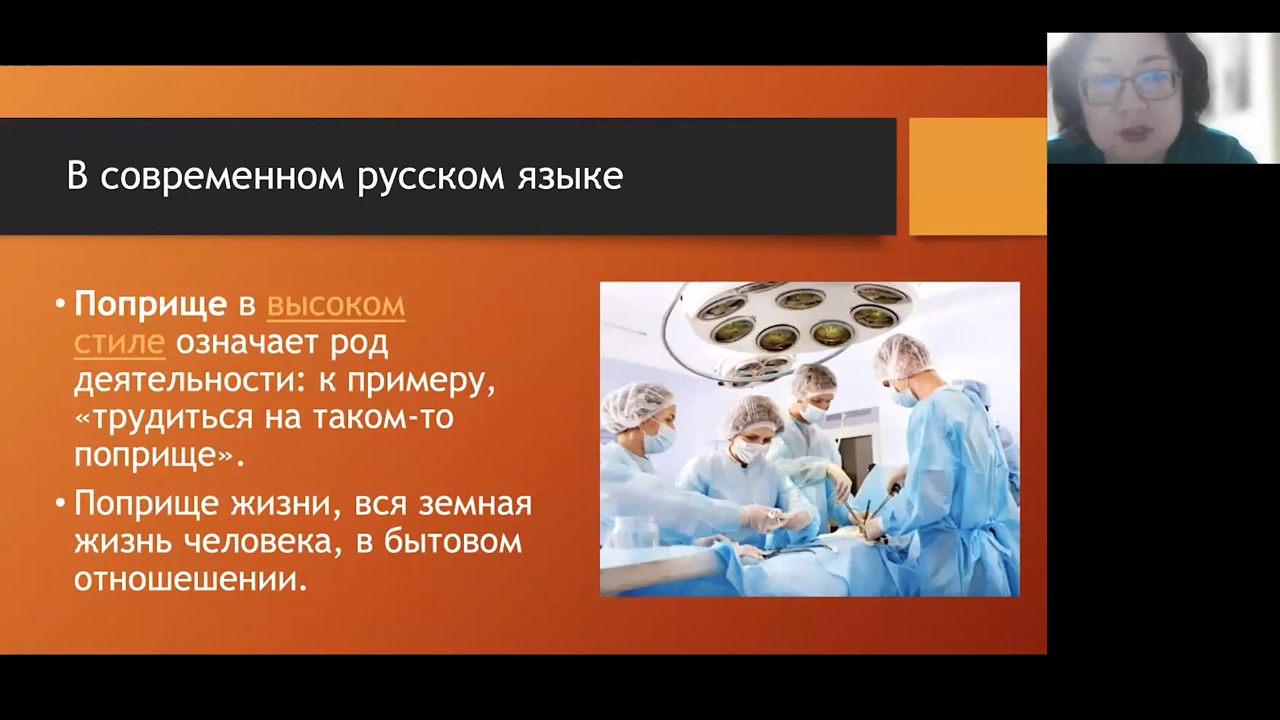 В современном русском языке
• Поприще в высоком
стиле означает род
деятельности: к примеру,
«трудиться на таком-то
поприще».
• Поприще жизни, вся земная
жизнь человека, в бытовом
отношешении.